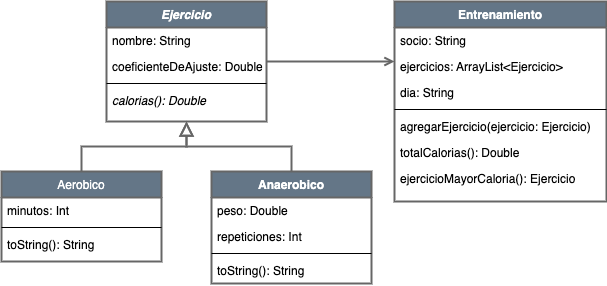 Ejercicio
nombre: String
coeficienteDeAjuste: Double
calorias(): Double
Entrenamiento
socio: String
ejercicios: ArrayList<Ejercicio>
dia: String
agregarEjercicio(ejercicio: Ejercicio)
totalCalorias(): Double
ejercicioMayorCaloria(): Ejercicio
Aerobico
minutos: Int
toString(): String
Anaerobico
peso: Double
repeticiones: Int
toString(): String